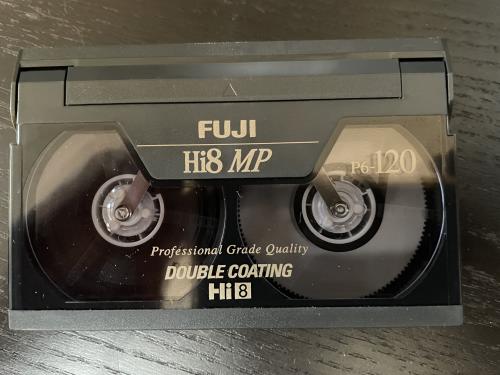 FUJI
Hi8 MP
P6-120
Professional Grade Quality
DOUBLE COATING
Hi8